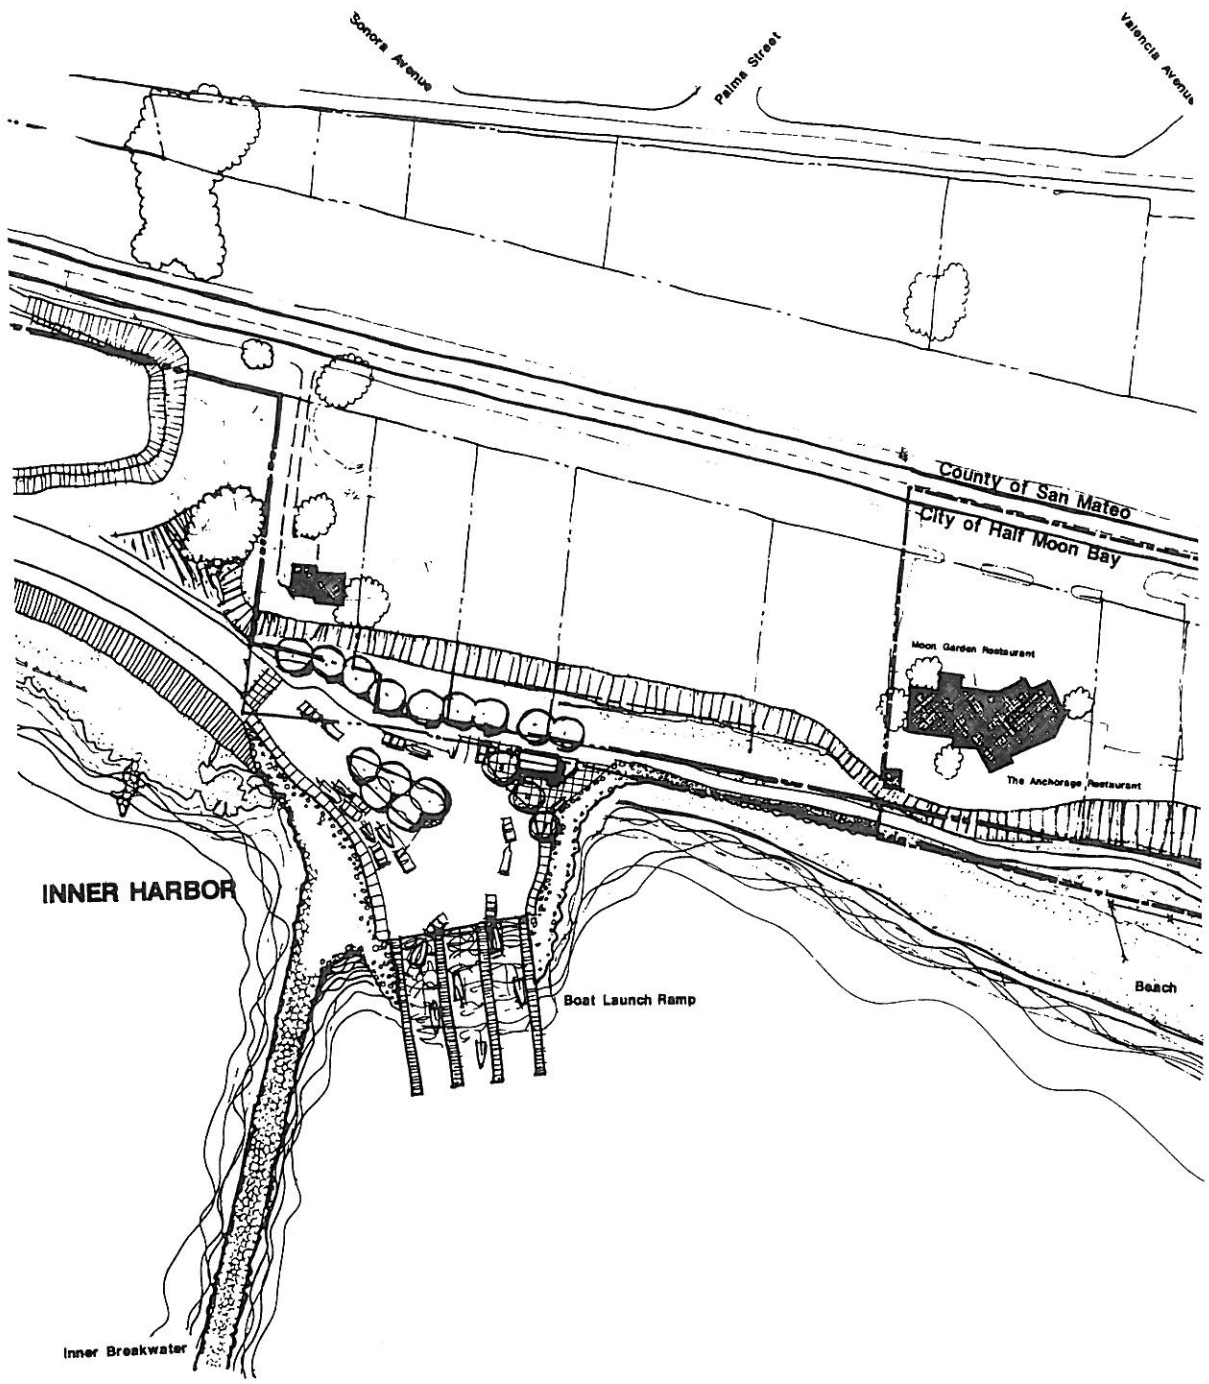 Sonora Avenue
Palma Street
Valencia Avenue
County of San Mateo
City of Half Moon Bay
Moon Garden Restaurant
The Anchorage Restaurant
INNER HARBOR
Beach
Boat Launch Ramp
Inner Breakwater